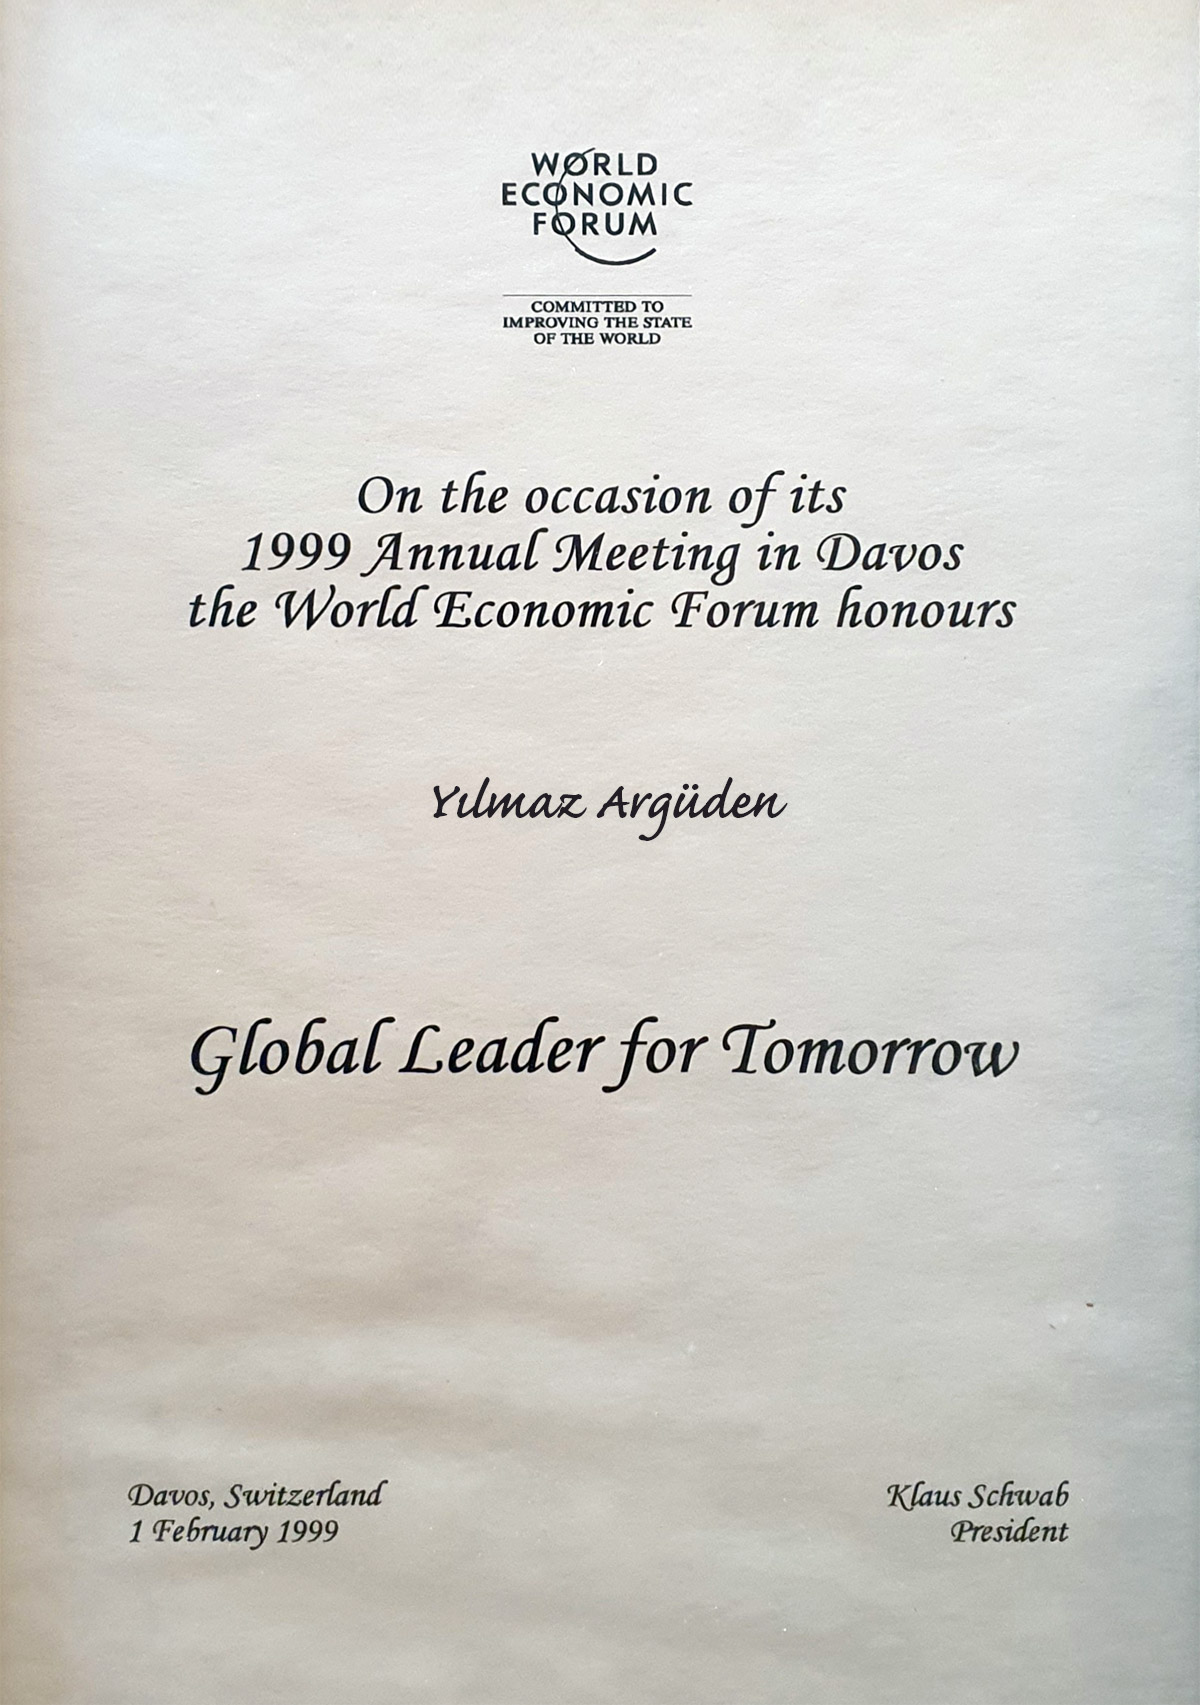 WORLD
ECONOMIC
FORUM
COMMITTED TO
IMPROVING THE STATE
OF THE WORLD
On the occasion of its
1999 Annual Meeting in Davos
the World Economic Forum honours
Yılmaz Argüden
Global Leader for Tomorrow
Davos, Switzerland
1 February 1999
Klaus Schwab
President